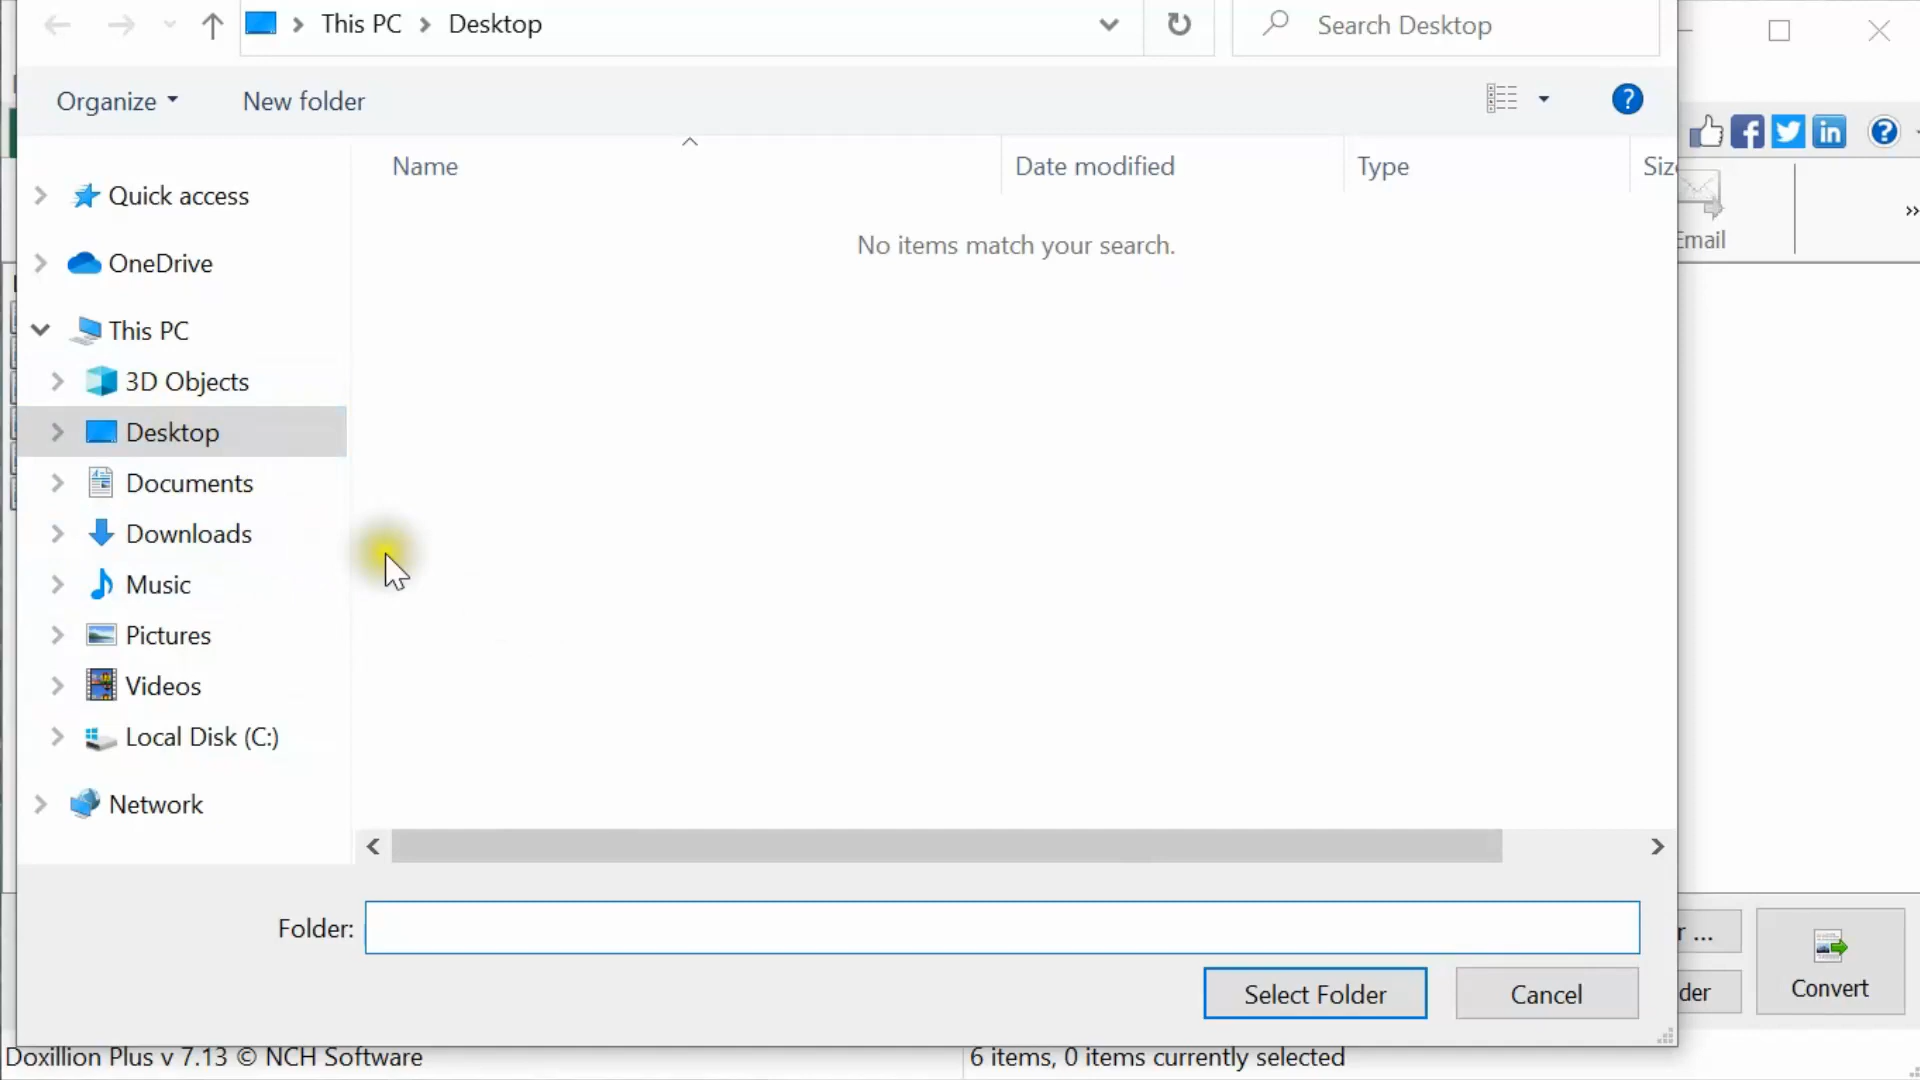 This PC
Desktop
Search Desktop
Organize
New folder
Name
Date modified
Type
Quick access
No items match your search.
Email
OneDrive
This PC
3D Objects
Desktop
Documents
Downloads
Music
Pictures
Videos
Local Disk (C:)
Network
Folder:
r ...
Select Folder
Cancel
der
Convert
Doxillion Plus v 7.13 © NCH Software
6 items, 0 items currently selected